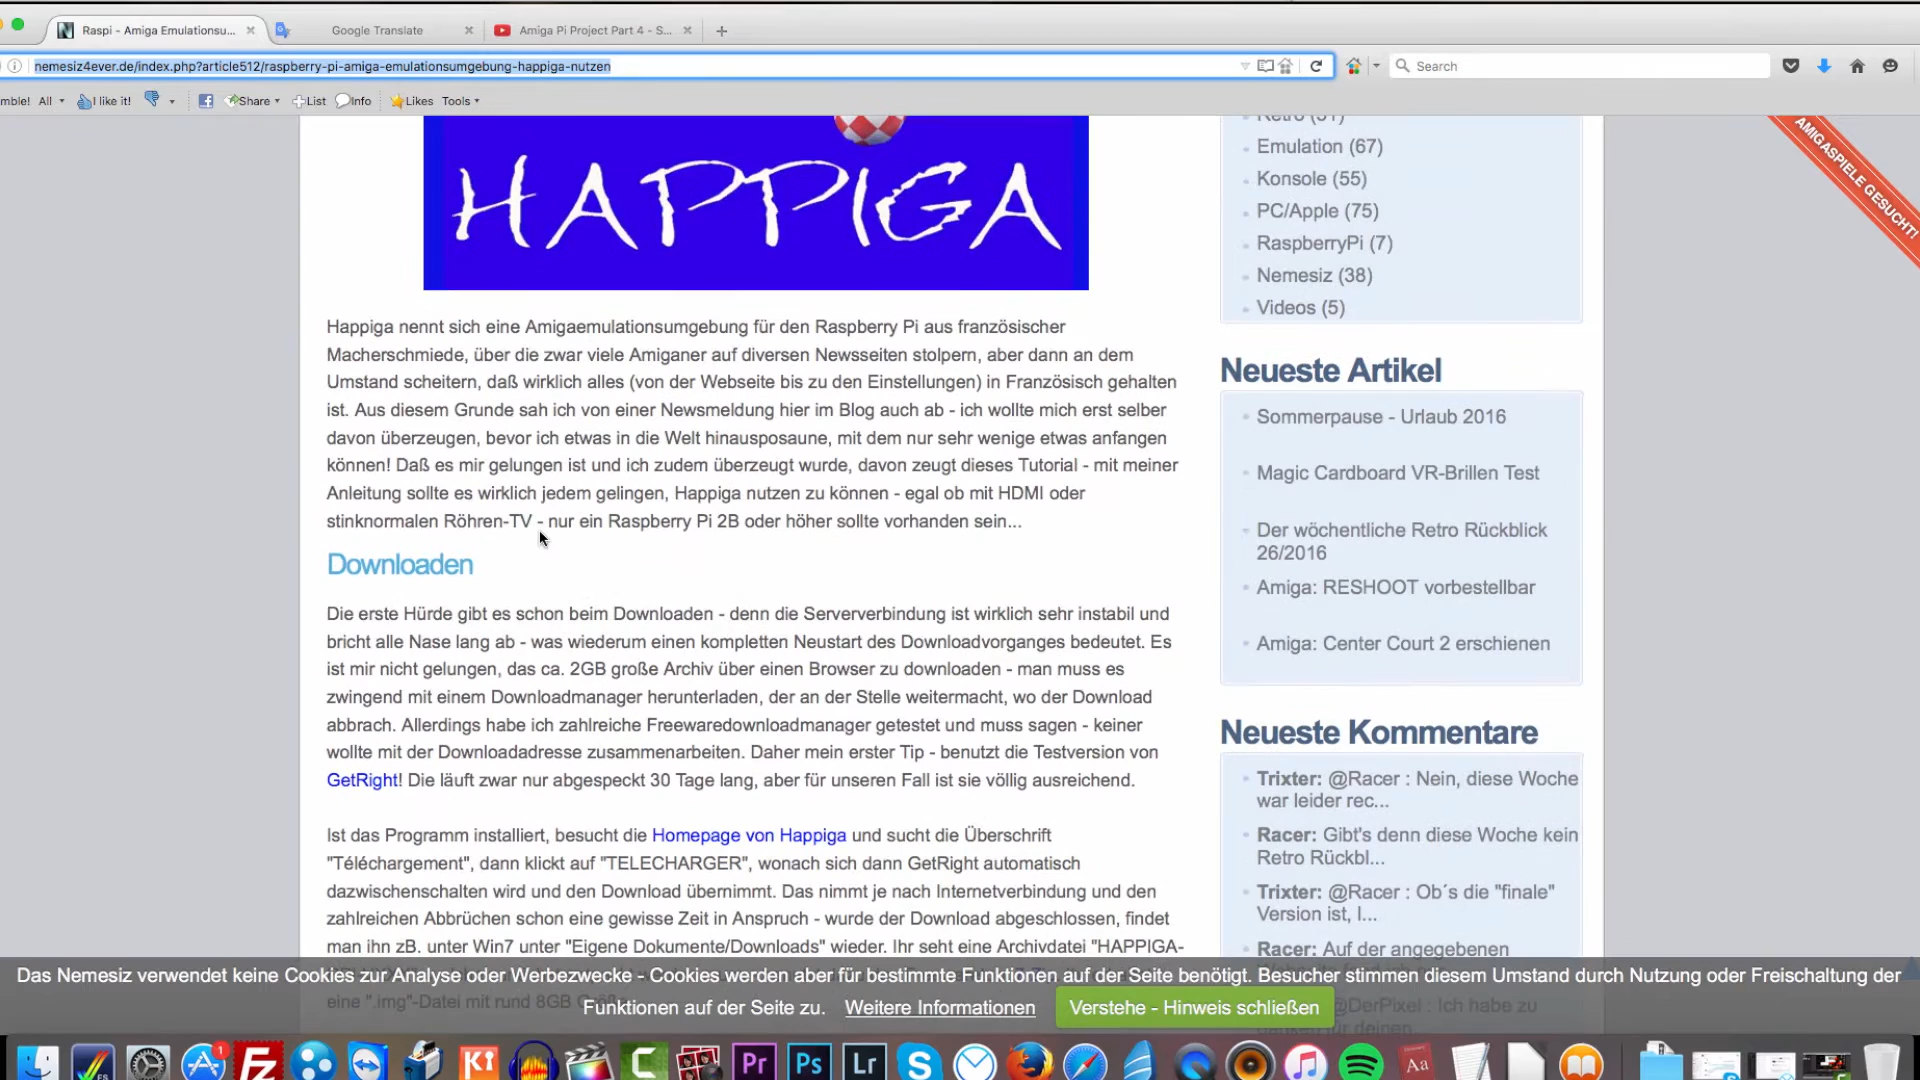 Raspi - Amiga Emulationsu...
Google Translate
Amiga Pi Project Part 4 - S...
nemesiz4ever.de/index.php?article512/raspberry-pi-amiga-emulationsumgebung-happiga-nutzen
Search
mble! All I like it! Share List Info Likes Tools
HAPPIGA
Happiga nennt sich eine Amigaemulationsumgebung für den Raspberry Pi aus französischer
Macherschmiede, über die zwar viele Amiganer auf diversen Newsseiten stolpern, aber dann an dem
Umstand scheitern, daß wirklich alles (von der Webseite bis zu den Einstellungen) in Französisch gehalten
ist. Aus diesem Grunde sah ich von einer Newsmeldung hier im Blog auch ab - ich wollte mich erst selber
davon überzeugen, bevor ich etwas in die Welt hinausposaune, mit dem nur sehr wenige etwas anfangen
können! Daß es mir gelungen ist und ich zudem überzeugt wurde, davon zeugt dieses Tutorial - mit meiner
Anleitung sollte es wirklich jedem gelingen, Happiga nutzen zu können - egal ob mit HDMI oder
stinknormalen Röhren-TV - nur ein Raspberry Pi 2B oder höher sollte vorhanden sein...
Downloaden
Die erste Hürde gibt es schon beim Downloaden - denn die Serververbindung ist wirklich sehr instabil und
bricht alle Nase lang ab - was wiederum einen kompletten Neustart des Downloadvorganges bedeutet. Es
ist mir nicht gelungen, das ca. 2GB große Archiv über einen Browser zu downloaden - man muss es
zwingend mit einem Downloadmanager herunterladen, der an der Stelle weitermacht, wo der Download
abbrach. Allerdings habe ich zahlreiche Freewaredownloadmanager getestet und muss sagen - keiner
wollte mit der Downloadadresse zusammenarbeiten. Daher mein erster Tip - benutzt die Testversion von
GetRight! Die läuft zwar nur abgespeckt 30 Tage lang, aber für unseren Fall ist sie völlig ausreichend.
Ist das Programm installiert, besucht die Homepage von Happiga und sucht die Überschrift
"Téléchargement", dann klickt auf "TELECHARGER", wonach sich dann GetRight automatisch
dazwischenschalten wird und den Download übernimmt. Das nimmt je nach Internetverbindung und den
zahlreichen Abbrüchen schon eine gewisse Zeit in Anspruch - wurde der Download abgeschlossen, findet
man ihn zB. unter Win7 unter "Eigene Dokumente/Downloads" wieder. Ihr seht eine Archivdatei "HAPPIGA-
eine ".img"-Datei mit rund 8GB
Retro (51)
Emulation (67)
Konsole (55)
PC/Apple (75)
RaspberryPi (7)
Nemesiz (38)
Videos (5)
Neueste Artikel
Sommerpause - Urlaub 2016
Magic Cardboard VR-Brillen Test
Der wöchentliche Retro Rückblick
26/2016
Amiga: RESHOOT vorbestellbar
Amiga: Center Court 2 erschienen
Neueste Kommentare
Trixter: @Racer : Nein, diese Woche
war leider rec...
Racer: Gibt's denn diese Woche kein
Retro Rückbl...
Trixter: @Racer : Ob´s die "finale"
Version ist, l...
Racer: Auf der angegebenen
@DerPixel : Ich habe zu
AMIGASPIELE GESUCHT!
Das Nemesiz verwendet keine Cookies zur Analyse oder Werbezwecke - Cookies werden aber für bestimmte Funktionen auf der Seite benötigt. Besucher stimmen diesem Umstand durch Nutzung oder Freischaltung der
Funktionen auf der Seite zu. Weitere Informationen Verstehe - Hinweis schließen
1 Fz Ki C Pr Ps Lr S Aa